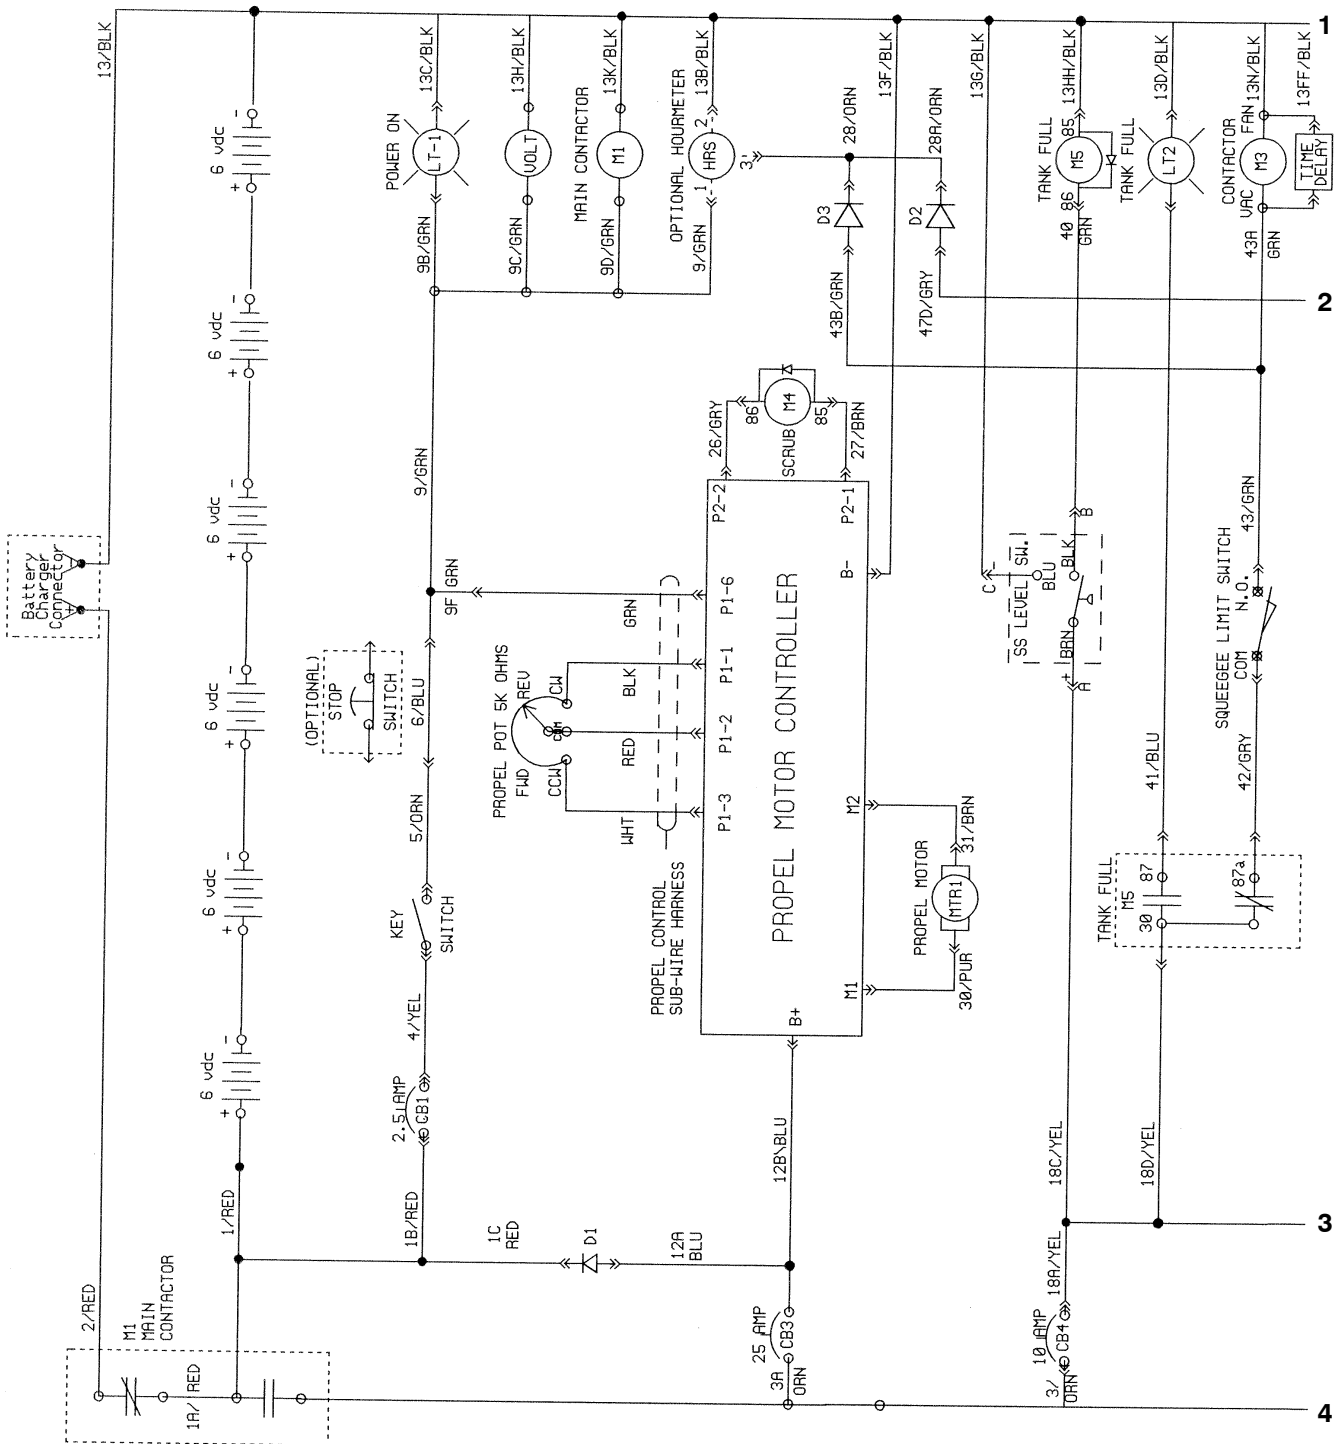 13/BLK
1
6 vdc
-
+
6 vdc
-
+
6 vdc
-
+
6 vdc
-
+
6 vdc
-
+
6 vdc
-
+
Battery
Charger
Connector
-
+
POWER ON
LT-1
13C/BLK
9B/GRN
VOLT
13H/BLK
9C/GRN
MAIN CONTACTOR
M1
13K/BLK
9D/GRN
OPTIONAL HOURMETER
HRS
13B/BLK
1
2
3
9/GRN
13F/BLK
28/ORN
28A/ORN
D3
D2
43B/GRN
47D/GRY
2
13G/BLK
TANK FULL
M5
13HH/BLK
85
86
40
GRN
TANK FULL
LT2
13D/BLK
CONTACTOR
VAC FAN
M3
13N/BLK
13FF/BLK
TIME
DELAY
43A
GRN
9/GRN
9F GRN
(OPTIONAL)
STOP
SWITCH
6/BLU
5/ORN
KEY
SWITCH
4/YEL
2.5 AMP
CB1
1B/RED
PROPEL POT 5K OHMS
FWD
REV
CW
COM
CCW
GRN
BLK
RED
WHT
PROPEL CONTROL
SUB-WIRE HARNESS
P1-6
P1-1
P1-2
P1-3
P2-2
P2-1
B-
B+
M1
M2
PROPEL MOTOR CONTROLLER
26/GRY
27/BRN
86
85
M4
SCRUB
PROPEL MOTOR
MTR1
31/BRN
30/PUR
SS LEVEL SW.
C -
BLU
BLK
B
BRN
+
A
43/GRN
SQUEEGEE LIMIT SWITCH
COM
N.O.
42/GRY
41/BLU
TANK FULL
M5
30
87
87a
18C/YEL
18D/YEL
3
12B\BLU
12A
BLU
D1
1C
RED
1/RED
2/RED
M1
MAIN
CONTACTOR
1A/ RED
25 AMP
CB3
3A
ORN
10 AMP
CB4
18A/YEL
3/
ORN
4